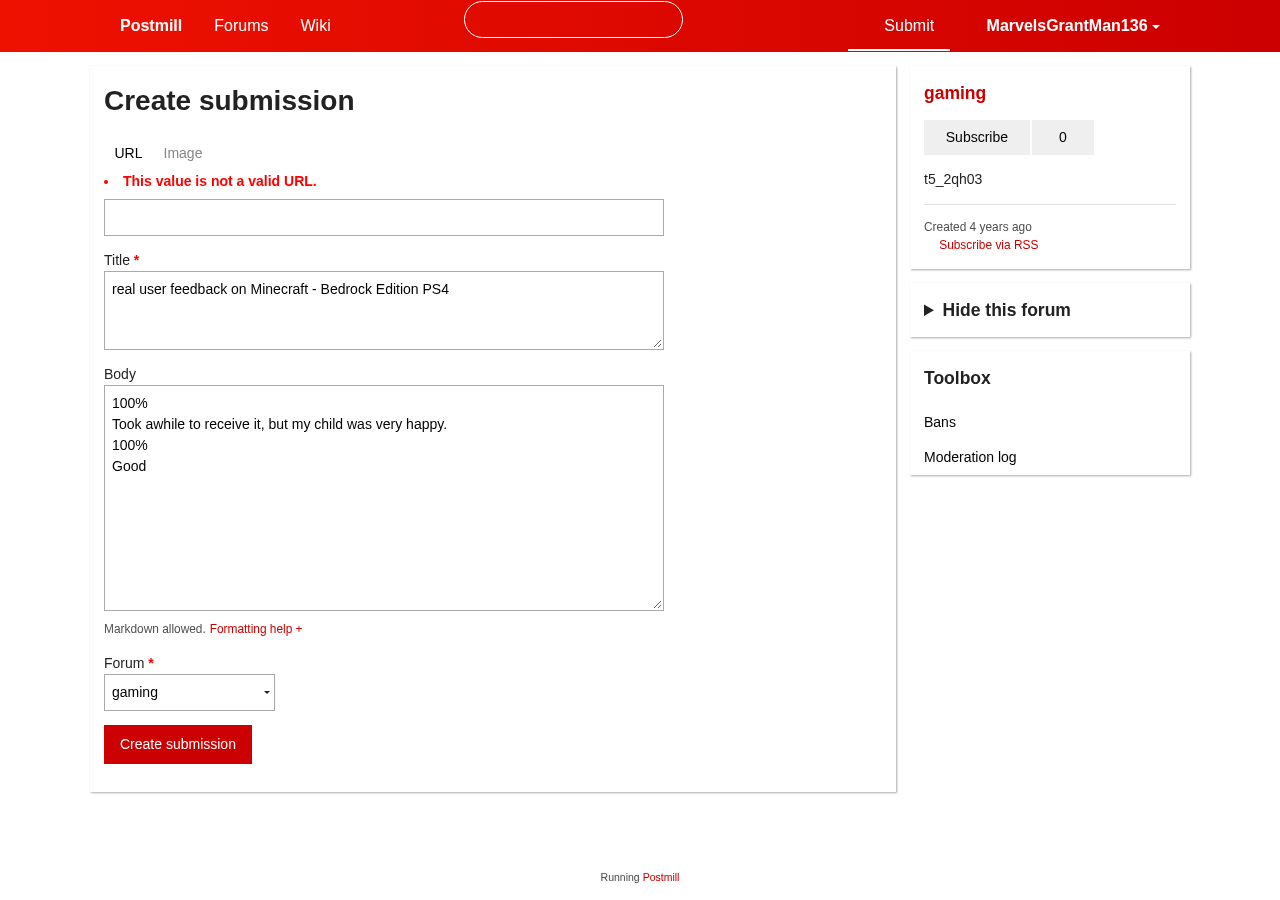 Postmill Forums Wiki Submit MarvelsGrantMan136
Create submission
URL Image
This value is not a valid URL.
Title *
real user feedback on Minecraft - Bedrock Edition PS4
Body
100%
Took awhile to receive it, but my child was very happy.
100%
Good
Markdown allowed. Formatting help +
Forum *
gaming
Create submission
gaming
Subscribe 0
t5_2qh03
Created 4 years ago
Subscribe via RSS
Hide this forum
Toolbox
Bans
Moderation log
Running Postmill